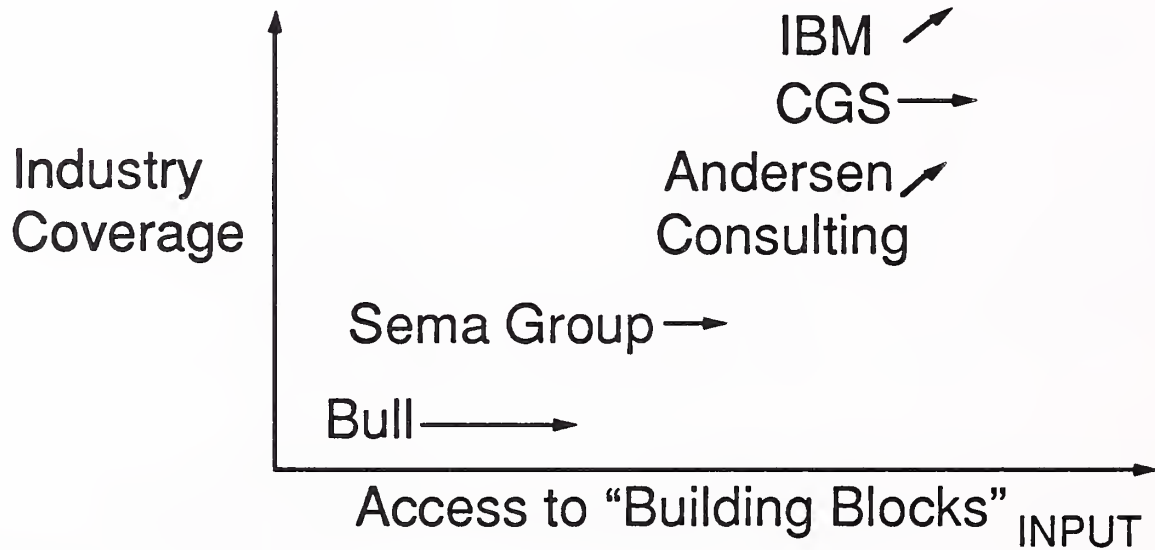 IBM
CGS
Industry
Coverage
Andersen
Consulting
Sema Group
Bull
Access to “Building Blocks”
INPUT